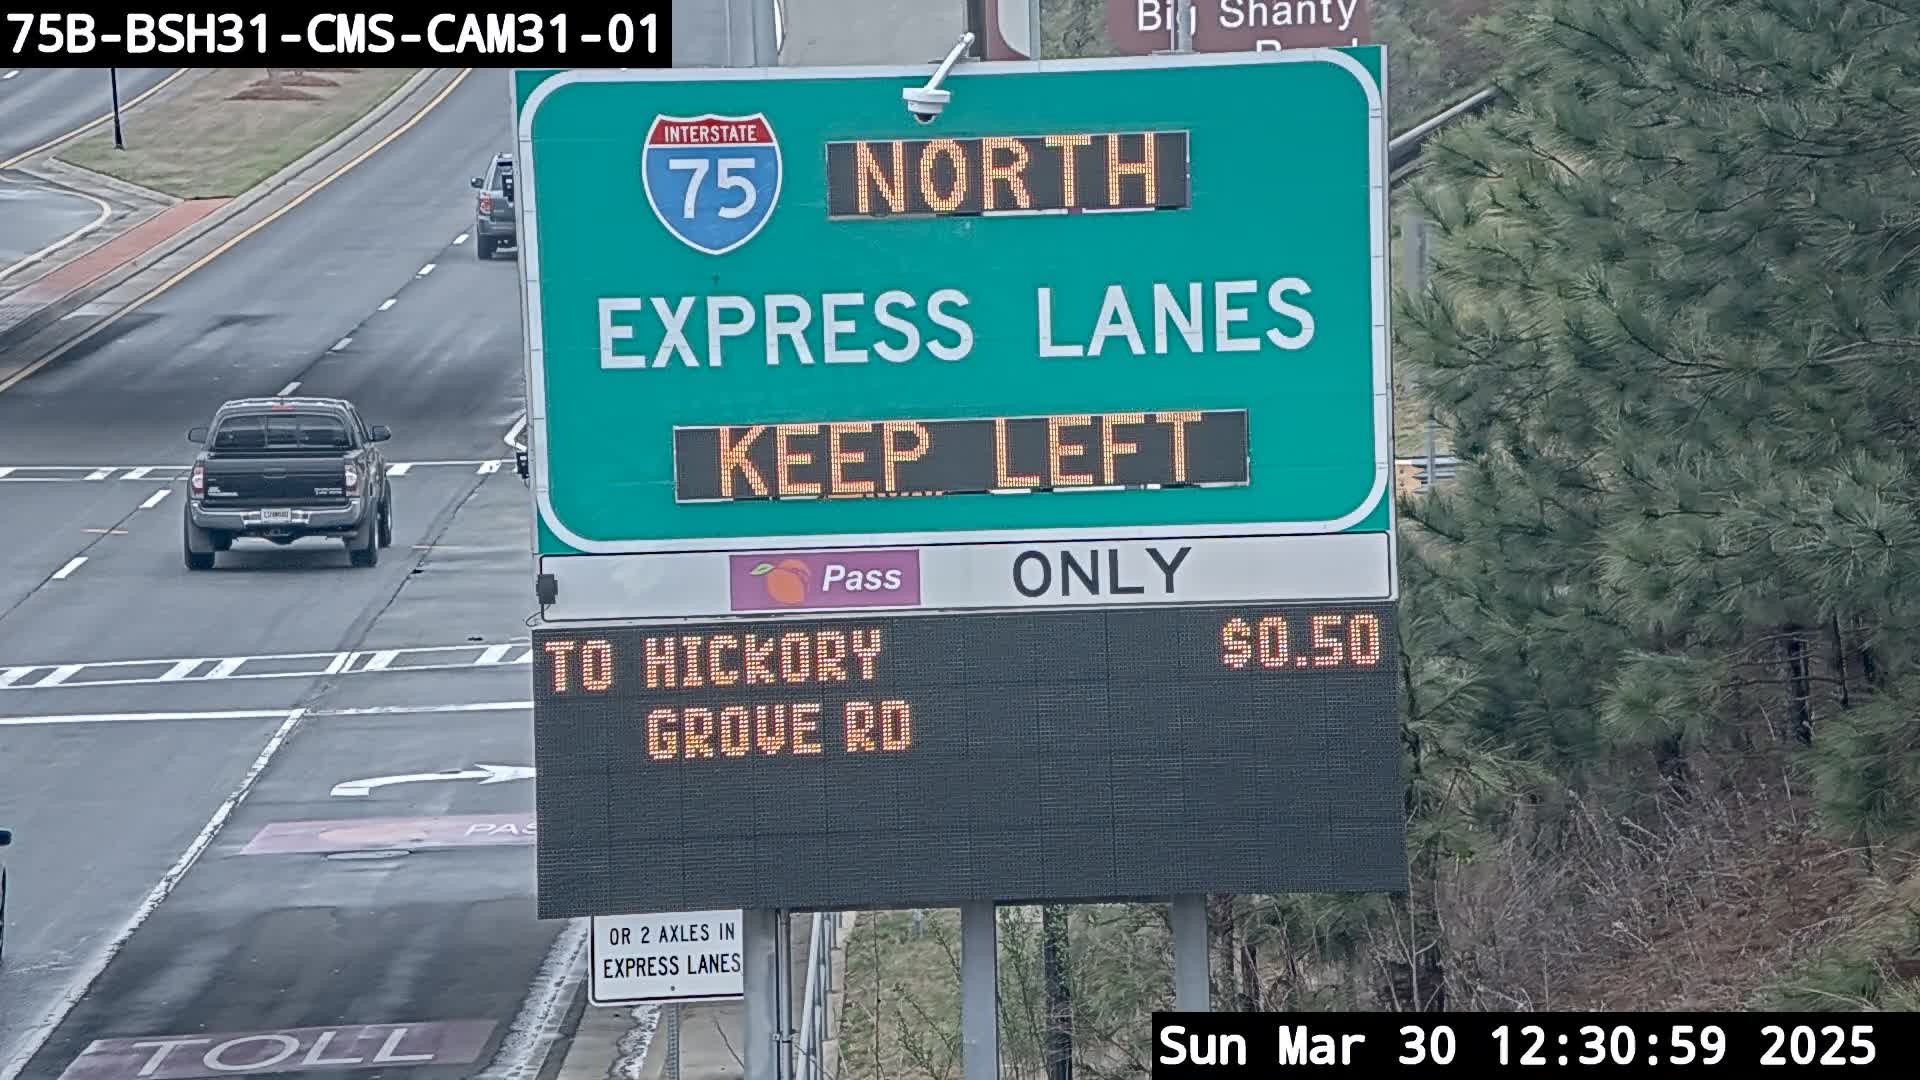 75B-BSH31-CMS-CAM31-01
Big Shanty
INTERSTATE
75
NORTH
EXPRESS LANES
KEEP LEFT
Pass ONLY
TO HICKORY $0.50
GROVE RD
OR 2 AXLES IN
EXPRESS LANES
TOLL
Sun Mar 30 12:30:59 2025